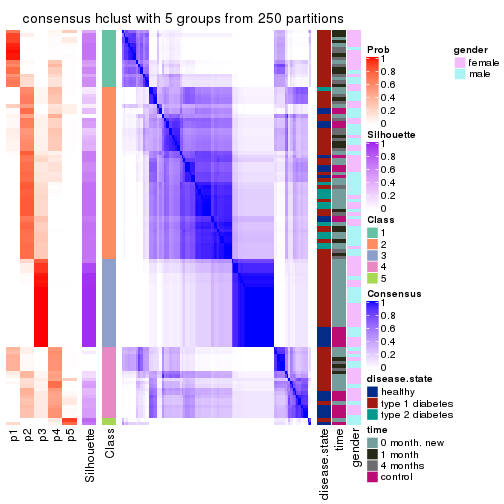 consensus hclust with 5 groups from 250 partitions
Prob
1
0.8
0.6
0.4
0.2
0
gender
female
male
Silhouette
1
0.8
0.6
0.4
0.2
0
Class
1
2
3
4
5
Consensus
1
0.8
0.6
0.4
0.2
0
disease.state
healthy
type 1 diabetes
type 2 diabetes
time
0 month. new
1 month
4 months
control
p1
p2
p3
p4
p5
Silhouette
Class
disease.state
time
gender